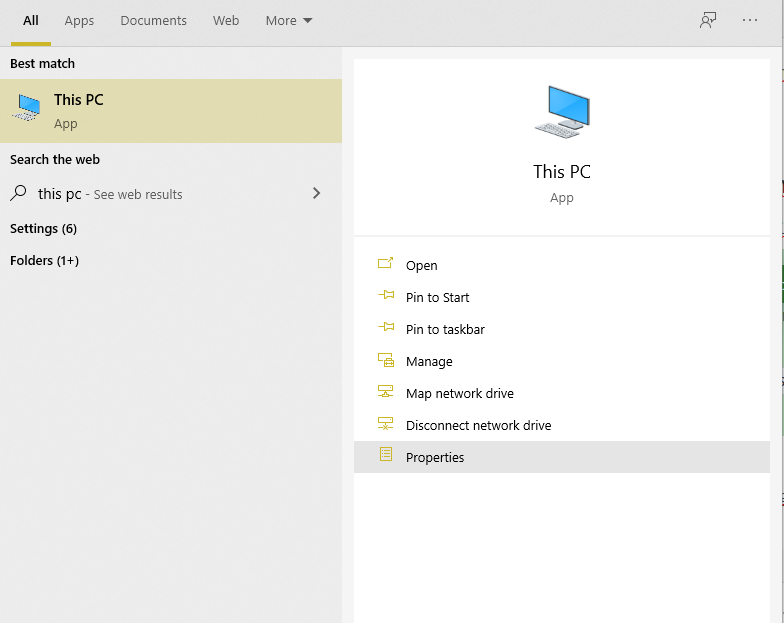 All Apps Documents Web More
Best match
This PC
App
Search the web
this pc - See web results
Settings (6)
Folders (1+)
This PC
App
Open
Pin to Start
Pin to taskbar
Manage
Map network drive
Disconnect network drive
Properties